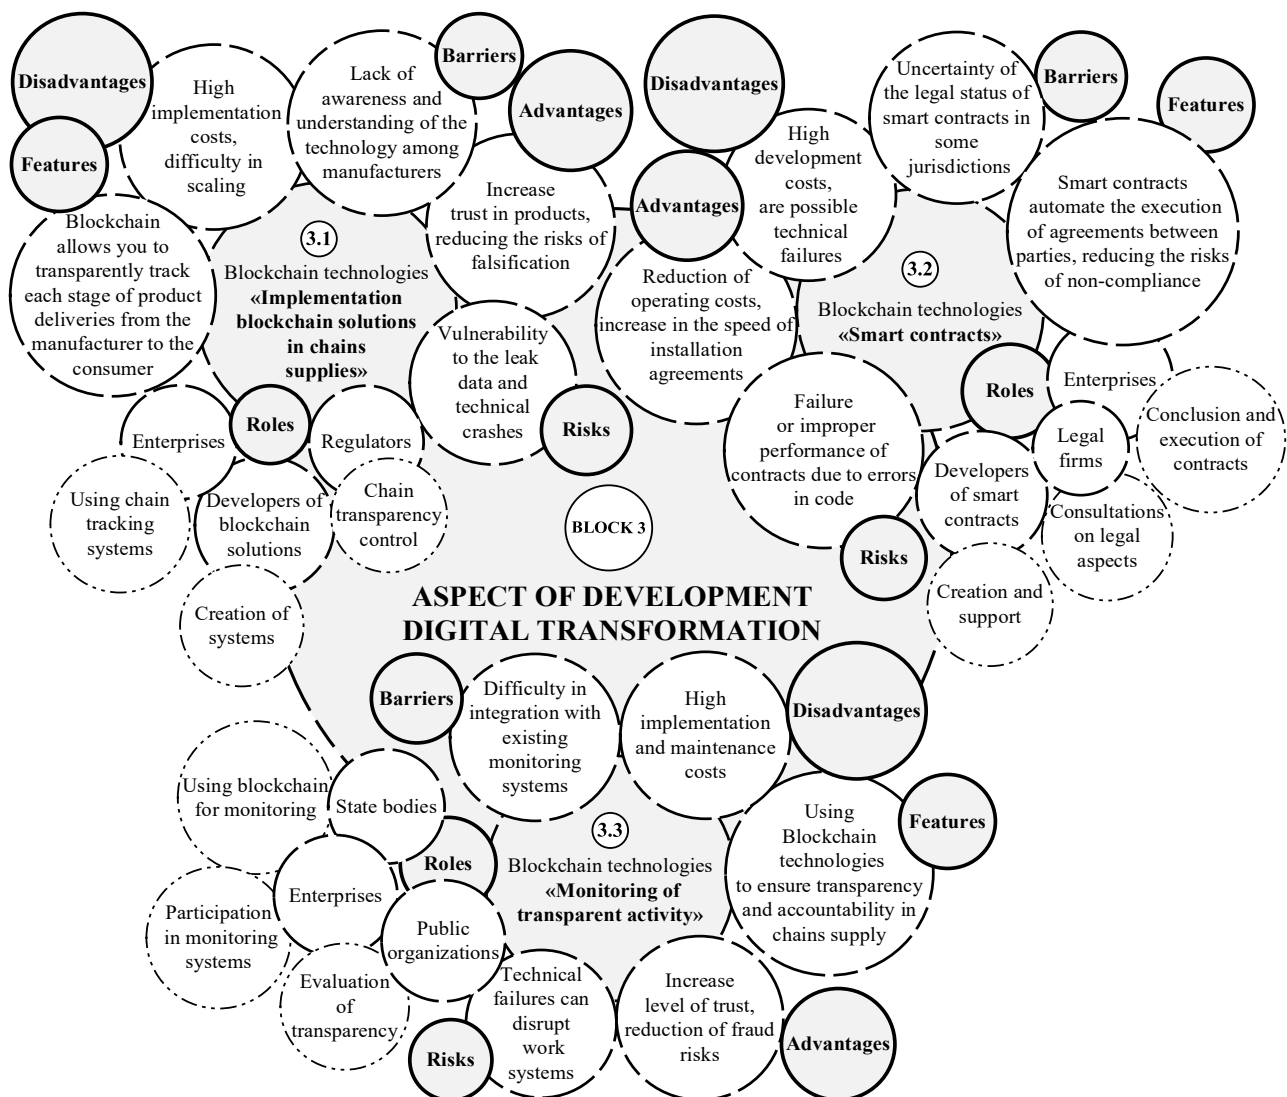 Disadvantages
Features
High
implementation
costs,
difficulty in
scaling
Lack of
awareness and
understanding of the
technology among
manufacturers
Barriers
Advantages
Increase
trust in products,
reducing the risks of
falsification
Blockchain
allows you to
transparently track
each stage of product
deliveries from the
manufacturer to the
consumer
3.1
Blockchain technologies
«Implementation
blockchain solutions
in chains
supplies»
Vulnerability
to the leak
data and
technical
crashes
Risks
Roles
Enterprises
Regulators
Developers of
blockchain
solutions
Using chain
tracking
systems
Chain
transparency
control
Creation of
systems
Disadvantages
Advantages
High
development
costs,
are possible
technical
failures
Uncertainty of
the legal status of
smart contracts in
some
jurisdictions
Barriers
Features
Smart contracts
automate the execution
of agreements between
parties, reducing the risks
of non-compliance
3.2
Blockchain technologies
«Smart contracts»
Reduction of
operating costs,
increase in the speed of
installation
agreements
Failure
or improper
performance of
contracts due to errors
in code
Risks
Roles
Enterprises
Legal
firms
Developers
of smart
contracts
Conclusion and
execution of
contracts
Consultations
on legal
aspects
Creation and
support
BLOCK 3
ASPECT OF DEVELOPMENT
DIGITAL TRANSFORMATION
Barriers
Difficulty in
integration with
existing
monitoring
systems
High
implementation
and maintenance
costs
Disadvantages
Features
Using
Blockchain
technologies
to ensure transparency
and accountability in
chains supply
3.3
Blockchain technologies
«Monitoring of
transparent activity»
Using blockchain
for monitoring
State bodies
Roles
Enterprises
Public
organizations
Participation
in monitoring
systems
Evaluation
of
transparency
Technical
failures can
disrupt
work
systems
Risks
Increase
level of trust,
reduction of fraud
risks
Advantages